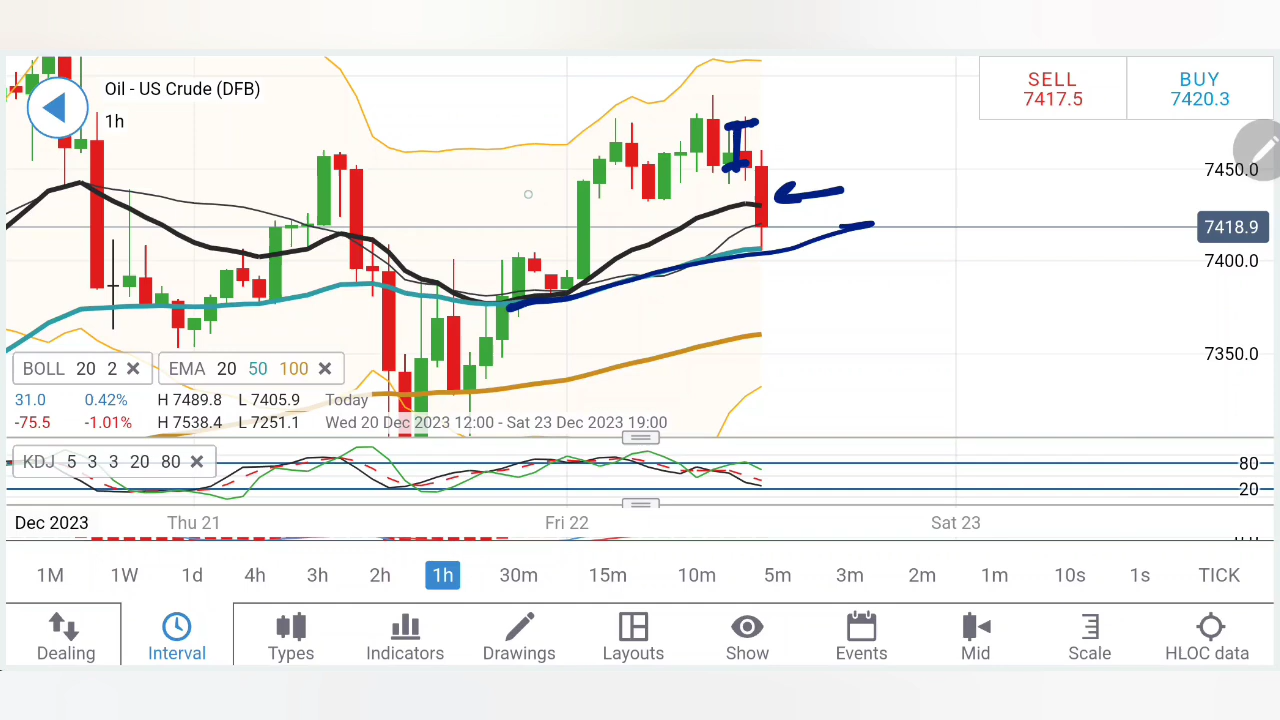 Oil - US Crude (DFB)
1h
SELL
7417.5
BUY
7420.3
7450.0
7418.9
7400.0
7350.0
BOLL 20 2
EMA 20 50 100
31.0 0.42% H 7489.8 L 7405.9 Today
-75.5 -1.01% H 7538.4 L 7251.1 Wed 20 Dec 2023 12:00 - Sat 23 Dec 2023 19:00
KDJ 5 3 3 20 80
80
20
Dec 2023 Thu 21 Fri 22 Sat 23
1M 1W 1d 4h 3h 2h 1h 30m 15m 10m 5m 3m 2m 1m 10s 1s TICK
Dealing Interval Types Indicators Drawings Layouts Show Events Mid Scale HLOC data